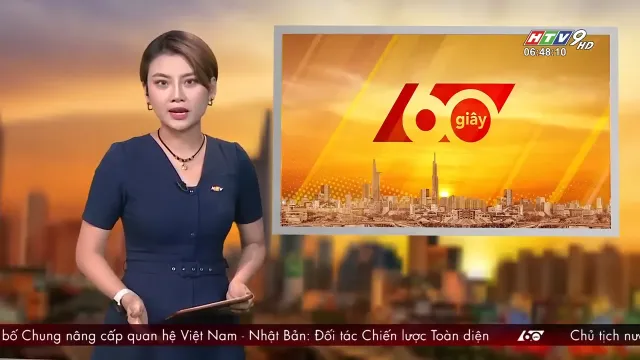 HTV9 HD
06:48:10
60 giây
HTV
bố Chung nâng cấp quan hệ Việt Nam - Nhật Bản: Đối tác Chiến lược Toàn diện 60 Chủ tịch nư